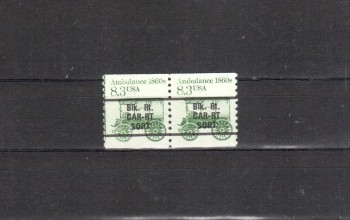 Ambulance 1860s Ambulance 1860s
8.3 USA 8.3 USA
Blk. Rt. Blk. Rt.
CAR-RT CAR-RT
SORT SORT